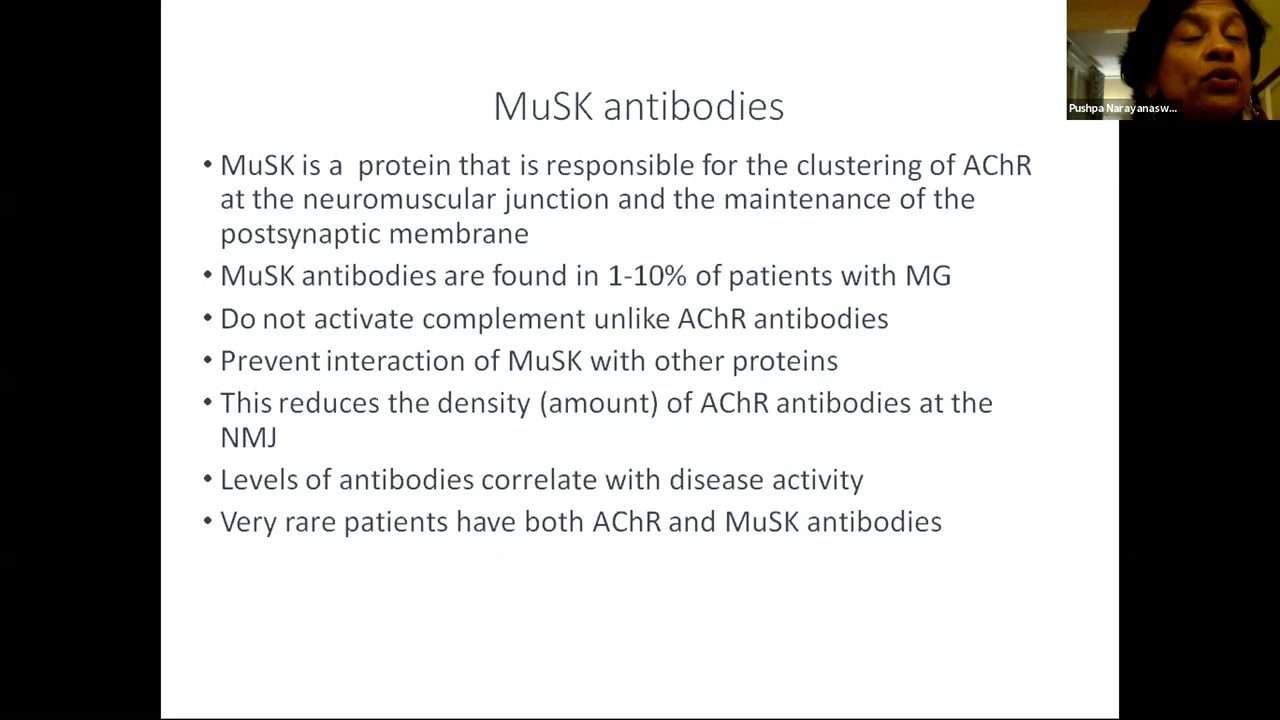 Pushpa Narayanasw...
MuSK antibodies
• MuSK is a protein that is responsible for the clustering of AChR
at the neuromuscular junction and the maintenance of the
postsynaptic membrane
• MuSK antibodies are found in 1-10% of patients with MG
• Do not activate complement unlike AChR antibodies
• Prevent interaction of MuSK with other proteins
• This reduces the density (amount) of AChR antibodies at the
NMJ
• Levels of antibodies correlate with disease activity
• Very rare patients have both AChR and MuSK antibodies